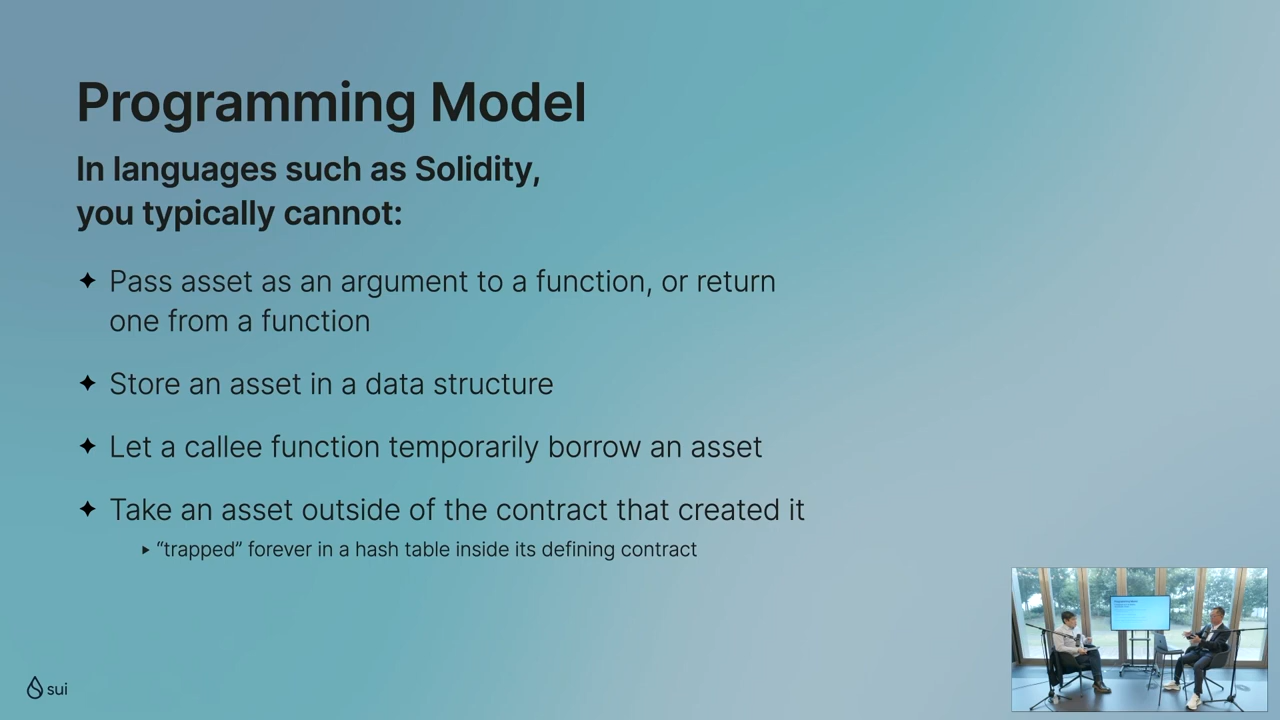 Programming Model
In languages such as Solidity,
you typically cannot:
✦ Pass asset as an argument to a function, or return
one from a function
✦ Store an asset in a data structure
✦ Let a callee function temporarily borrow an asset
✦ Take an asset outside of the contract that created it
▸ “trapped” forever in a hash table inside its defining contract
sui